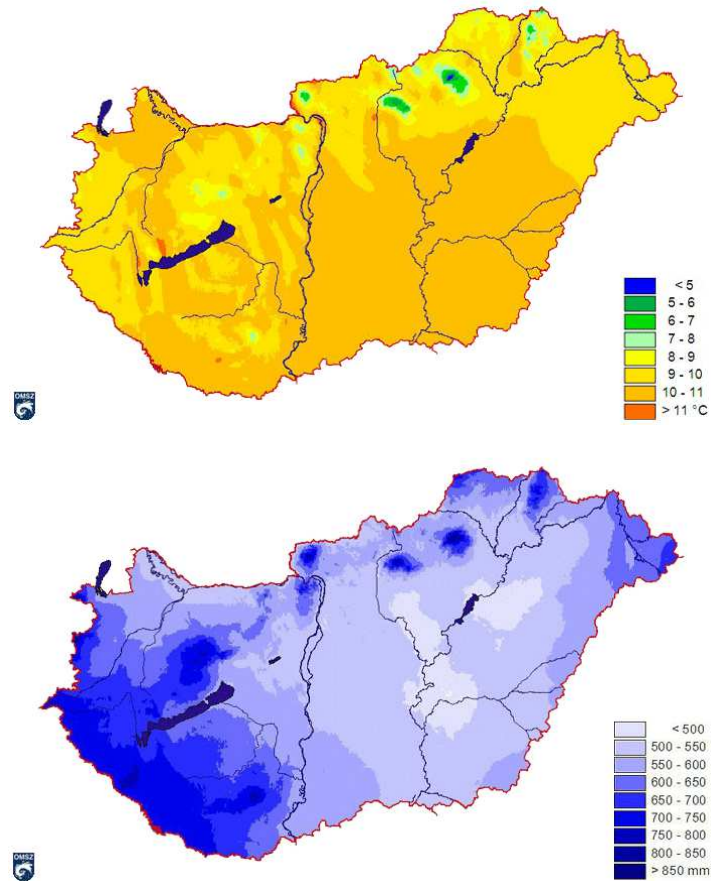 < 5
5 - 6
6 - 7
7 - 8
8 - 9
9 - 10
10 - 11
> 11 °C
OMSZ
< 500
500 - 550
550 - 600
600 - 650
650 - 700
700 - 750
750 - 800
800 - 850
> 850 mm
OMSZ